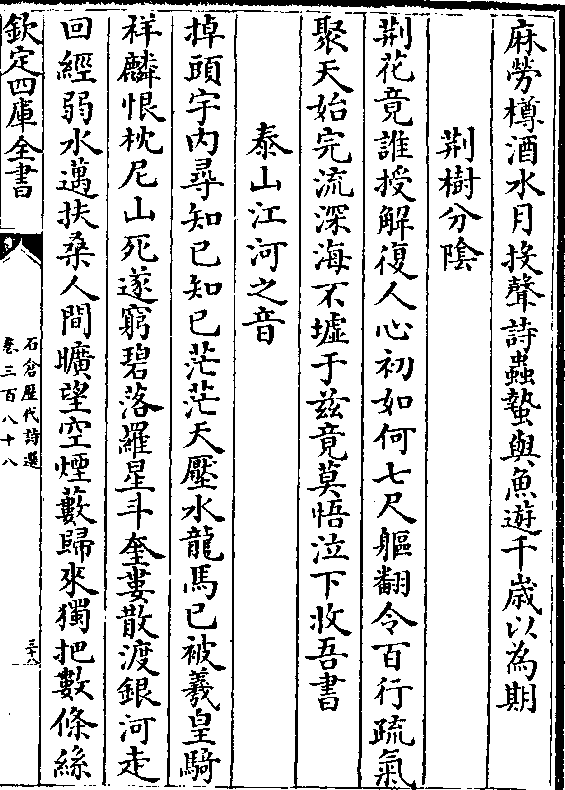 麻勞樽酒水月接聲詩蟲蟄與魚遊千歲以為期
荆樹分陰
荆花竟誰授解復人心初如何七尺軀翻令百行疏氣
聚天始完流深海不墟于兹竟莫悟泣下收吾書
泰山江河之音
掉頭宇内尋知已知已茫茫天壓水龍馬已被羲皇騎
祥麟恨枕尼山死遂窮碧落羅星斗奎婁散渡銀河走
回經弱水邁扶桑人間曠望空煙藪歸來獨把數條絲
欽定四庫全書
石倉歷代詩選
卷三百八十八